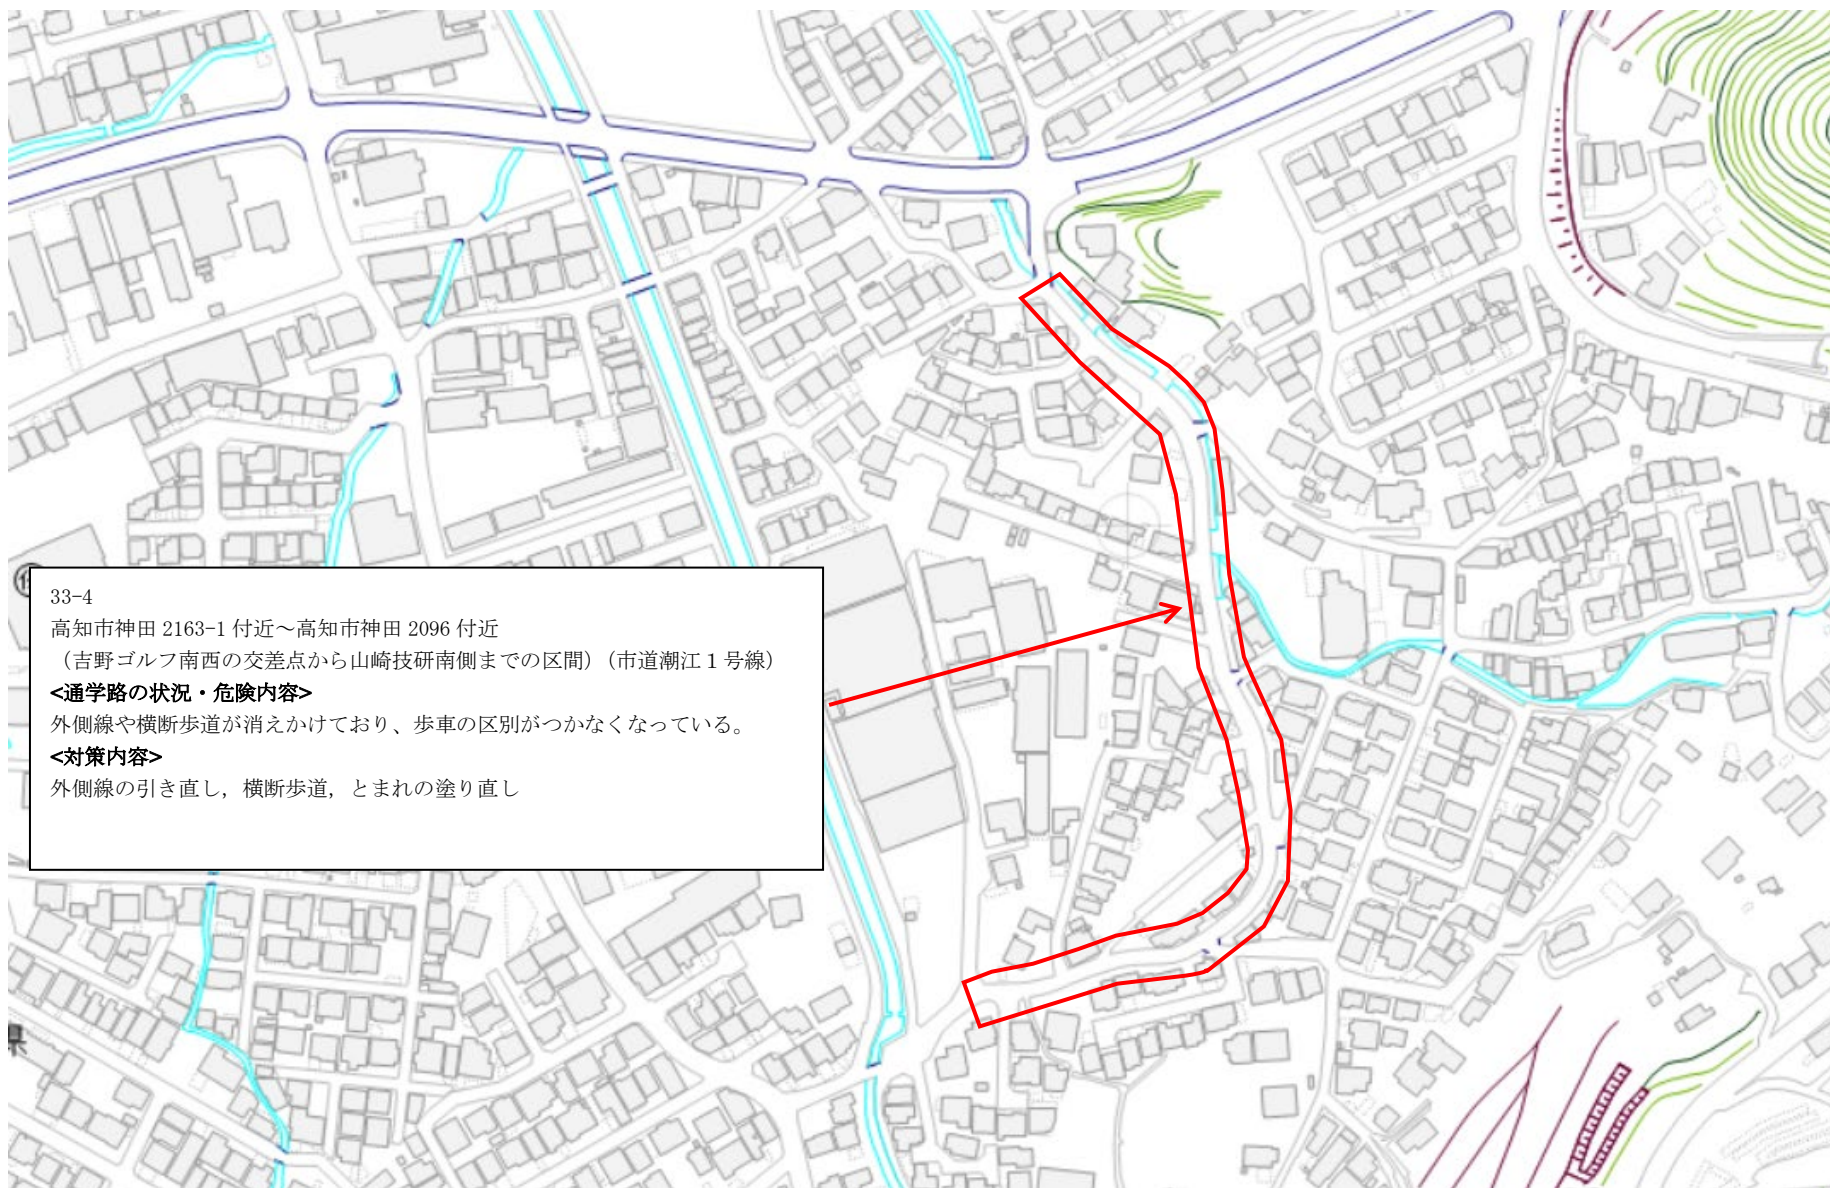 33-4
高知市神田 2163-1 付近～高知市神田 2096 付近
（吉野ゴルフ南西の交差点から山崎技研南側までの区間）（市道潮江 1 号線）
<通学路の状況・危険内容>
外側線や横断歩道が消えかけており、歩車の区別がつかなくなっている。
<対策内容>
外側線の引き直し，横断歩道，とまれの塗り直し
県